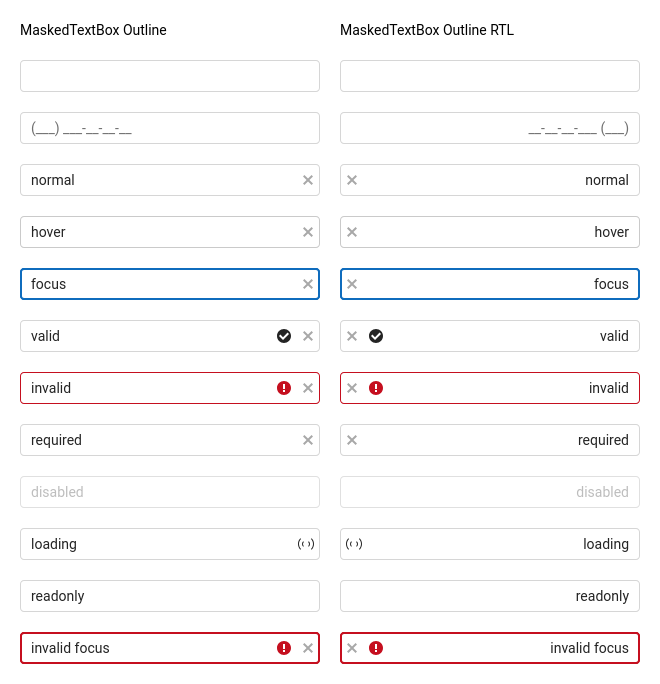 MaskedTextBox Outline MaskedTextBox Outline RTL
(___) ___-__-__-__ __-__-__-___ (___)
normal normal
hover hover
focus focus
valid valid
invalid invalid
required required
disabled disabled
loading loading
readonly readonly
invalid focus invalid focus